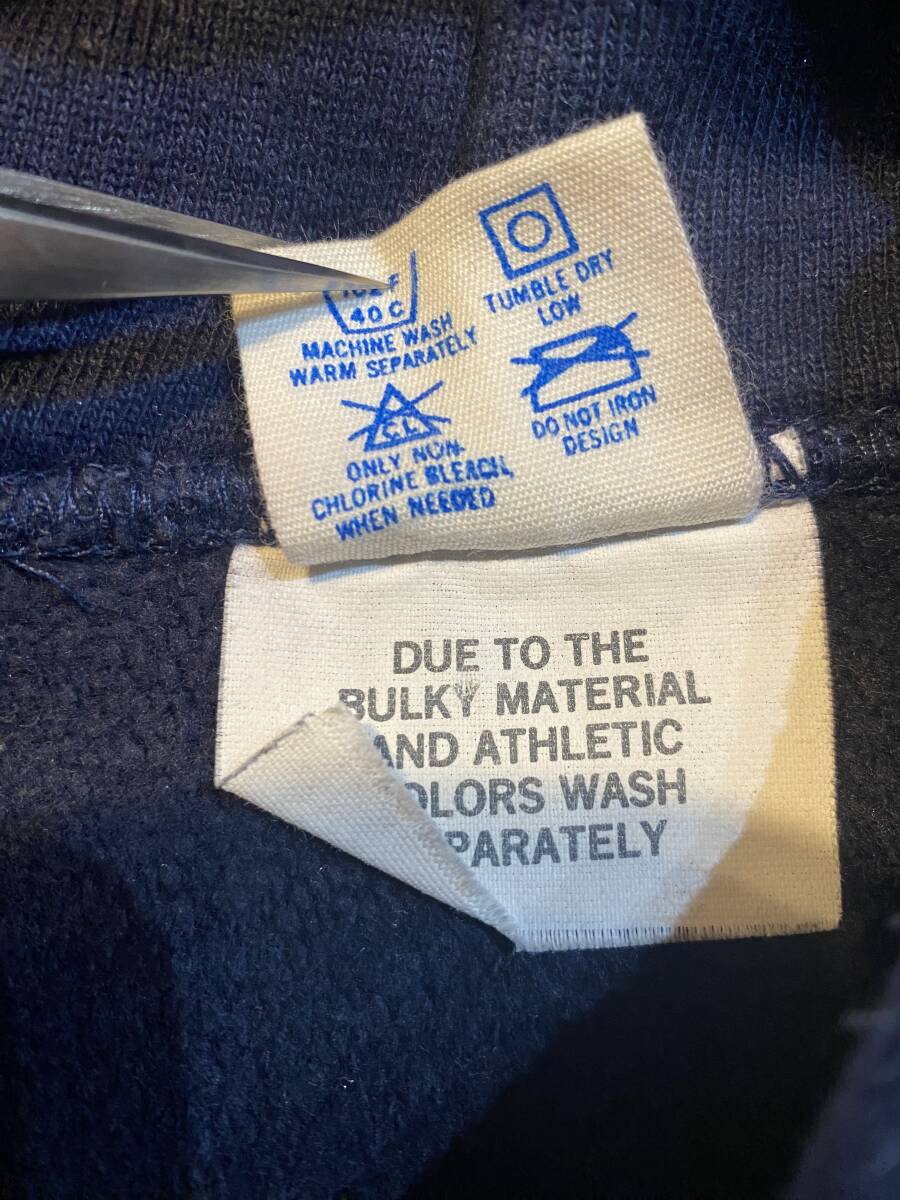 40 C
MACHINE WASH
WARM SEPARATELY
TUMBLE DRY
LOW
CL
ONLY NON-
CHLORINE BLEACH,
WHEN NEEDED
DO NOT IRON
DESIGN
DUE TO THE
BULKY MATERIAL
AND ATHLETIC
COLORS WASH
PARATELY